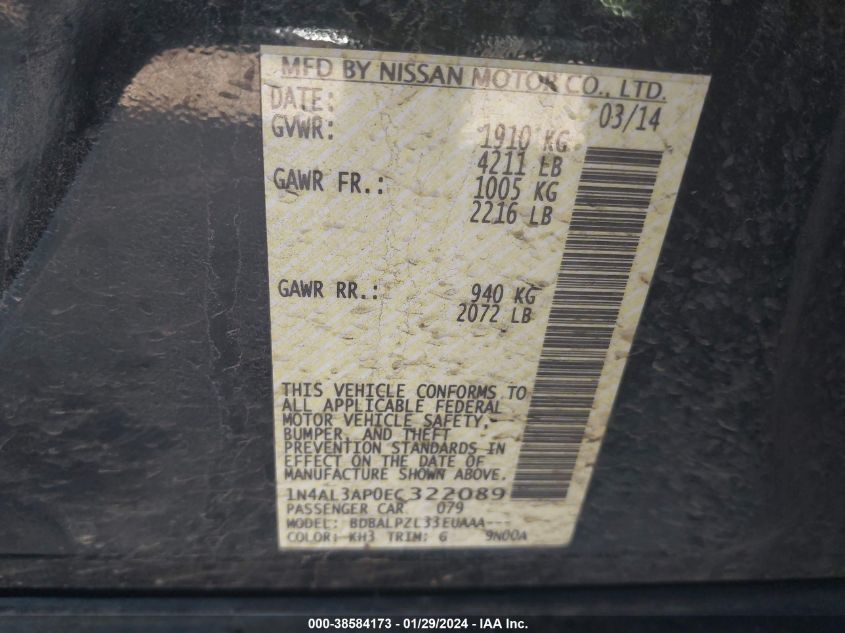 MFD BY NISSAN MOTOR CO., LTD.
DATE: 03/14
GVWR: 1910 KG
4211 LB
GAWR FR.: 1005 KG
2216 LB
GAWR RR.: 940 KG
2072 LB
THIS VEHICLE CONFORMS TO
ALL APPLICABLE FEDERAL
MOTOR VEHICLE SAFETY,
BUMPER, AND THEFT
PREVENTION STANDARDS IN
EFFECT ON THE DATE OF
MANUFACTURE SHOWN ABOVE.
1N4AL3AP0EC322089
PASSENGER CAR 079
MODEL: BDBALPZL33EUAAA---
COLOR: KH3 TRIM: G 9N00A
000-38584173 - 01/29/2024 - IAA Inc.